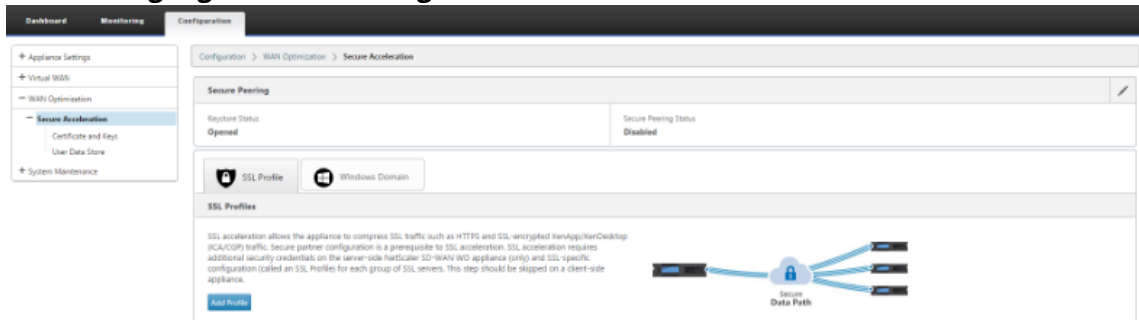 Dashboard Monitoring Configuration
+ Appliance Settings
+ Virtual WAN
− WAN Optimization
− Secure Acceleration
Certificate and Keys
User Data Store
+ System Maintenance
Configuration > WAN Optimization > Secure Acceleration
Secure Peering
Keystore Status
Opened
Secure Peering Status
Disabled
SSL Profile
Windows Domain
SSL Profiles
SSL acceleration allows the appliance to compress SSL traffic such as HTTPS and SSL-encrypted XenApp/XenDesktop
(ICA/CGP) traffic. Secure partner configuration is a prerequisite to SSL acceleration. SSL acceleration requires
additional security credentials on the server-side NetScaler SD-WAN WO appliance (only) and SSL-specific
configuration (called an SSL Profile) for each group of SSL servers. This step should be skipped on a client-side
appliance.
Add Profile
Secure
Data Path